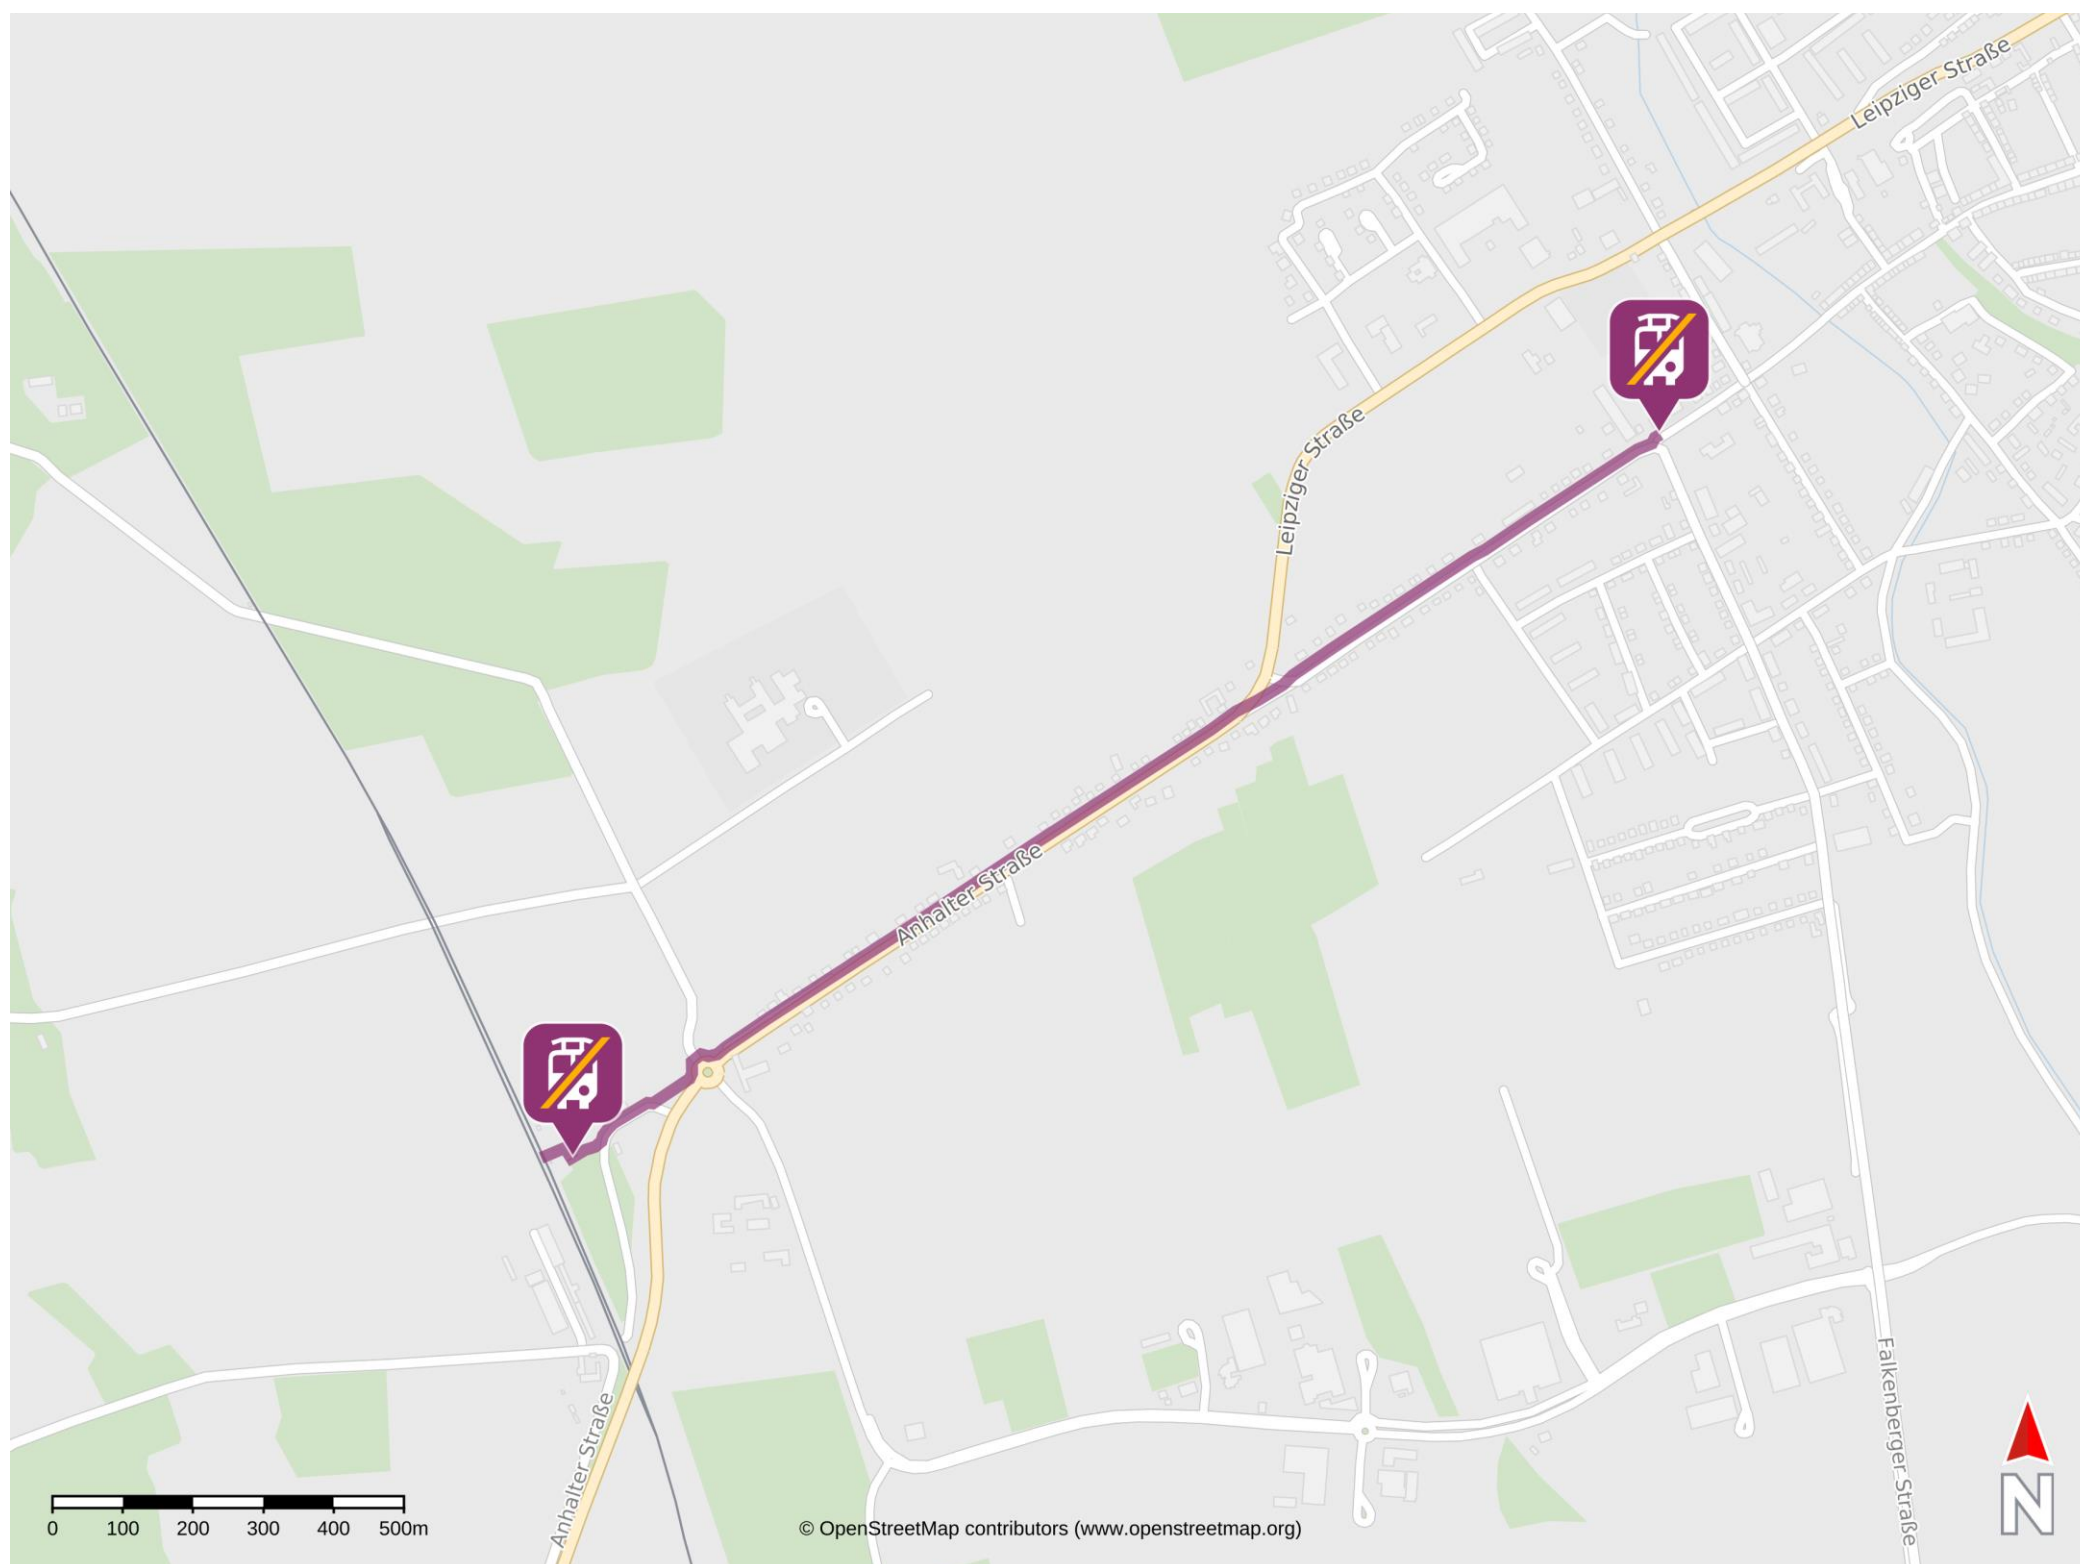 Leipziger Straße
Leipziger Straße
Anhalter Straße
Falkenberger Straße
Anhalter Straße
0 100 200 300 400 500m
© OpenStreetMap contributors (www.openstreetmap.org)
N